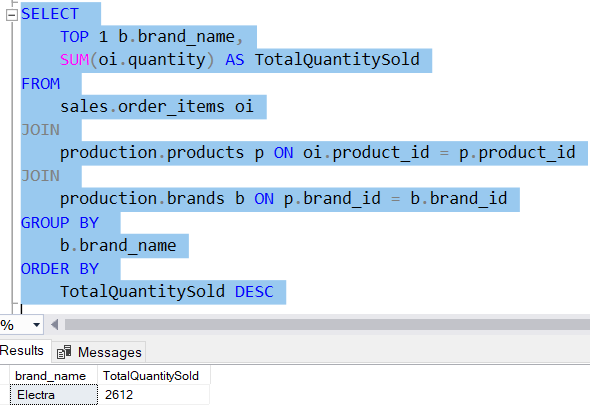 SELECT
TOP 1 b.brand_name,
SUM(oi.quantity) AS TotalQuantitySold
FROM
sales.order_items oi
JOIN
production.products p ON oi.product_id = p.product_id
JOIN
production.brands b ON p.brand_id = b.brand_id
GROUP BY
b.brand_name
ORDER BY
TotalQuantitySold DESC
%
Results Messages
brand_name TotalQuantitySold
Electra 2612